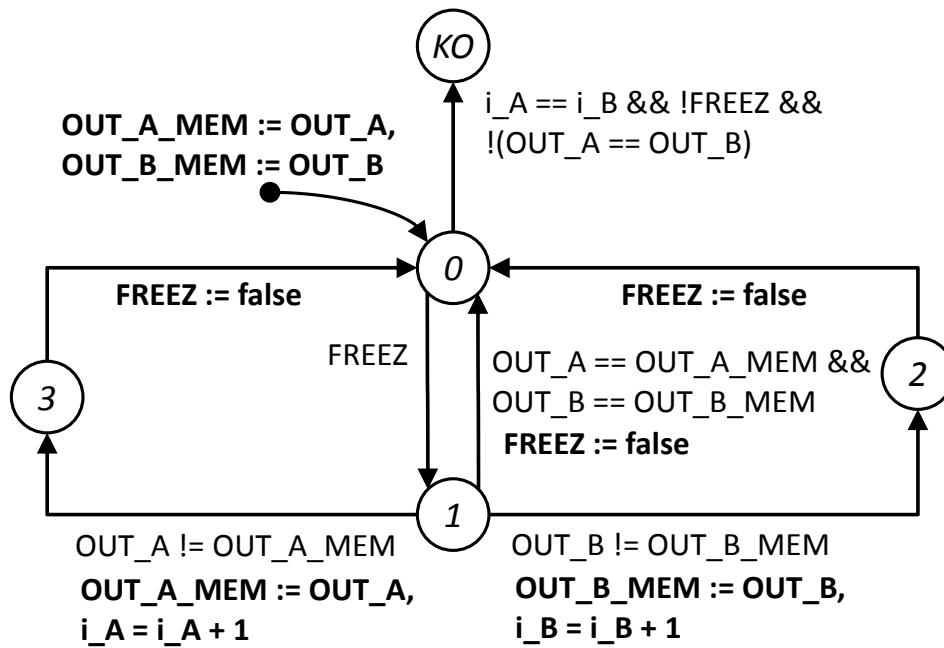 KO
i_A == i_B && !FREEZ &&
!(OUT_A == OUT_B)
OUT_A_MEM := OUT_A,
OUT_B_MEM := OUT_B
0
FREEZ := false
FREEZ := false
FREEZ
OUT_A == OUT_A_MEM &&
OUT_B == OUT_B_MEM
FREEZ := false
3
2
1
OUT_A != OUT_A_MEM
OUT_A_MEM := OUT_A,
i_A = i_A + 1
OUT_B != OUT_B_MEM
OUT_B_MEM := OUT_B,
i_B = i_B + 1